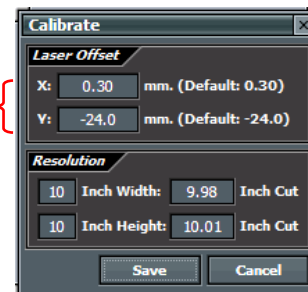 Calibrate
Laser Offset
X: 0.30 mm. (Default: 0.30)
Y: -24.0 mm. (Default: -24.0)
Resolution
10 Inch Width: 9.98 Inch Cut
10 Inch Height: 10.01 Inch Cut
Save Cancel